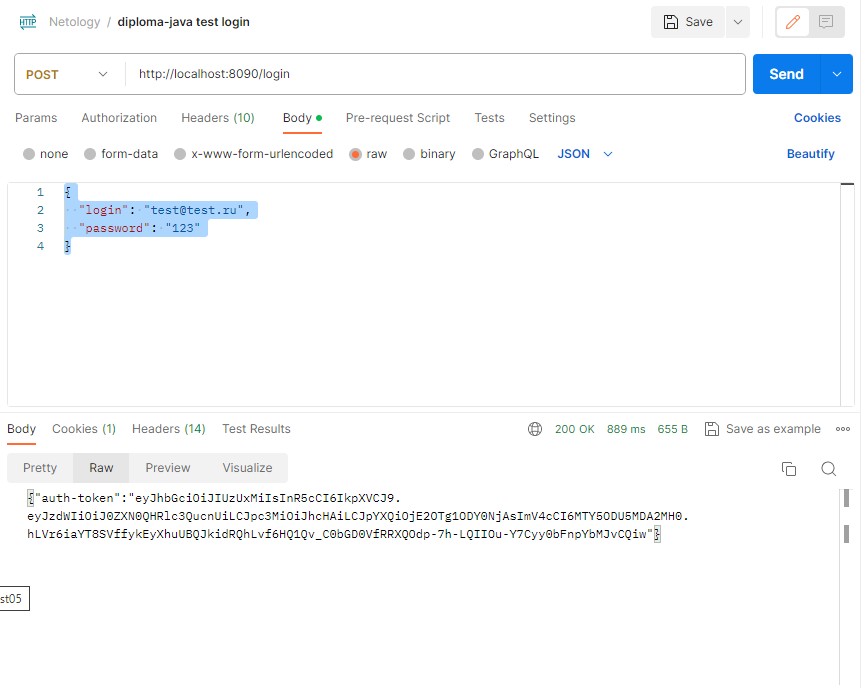 HTTP Netology / diploma-java test login Save
POST http://localhost:8090/login Send
Params Authorization Headers (10) Body Pre-request Script Tests Settings Cookies
none form-data x-www-form-urlencoded raw binary GraphQL JSON Beautify
1 {
2 "login": "test@test.ru",
3 "password": "123"
4 }
Body Cookies (1) Headers (14) Test Results 200 OK 889 ms 655 B Save as example
Pretty Raw Preview Visualize
{"auth-token":"eyJhbGciOiJIUzUxMiIsInR5cCI6IkpXVCJ9.
eyJzdWIiOiJ0ZXN0QHRlc3QucnUiLCJpc3MiOiJhcHAiLCJpYXQiOjE2OTg1ODY0NjAsImV4cCI6MTY5ODU5MDA2MH0.
hLVr6iaYT8SVffykEyXhuUBQJkidRQhLvf6HQ1Qv_C0bGD0VfRRXQOdp-7h-LQIIOu-Y7Cyy0bFnpYbMJvCQiw"}
st05